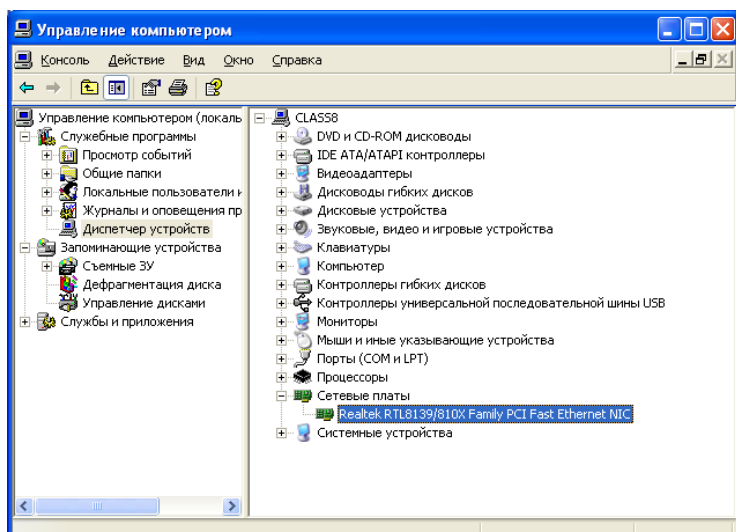 Управление компьютером
Консоль Действие Вид Окно Справка
Управление компьютером (локаль
Служебные программы
Просмотр событий
Общие папки
Локальные пользователи и
Журналы и оповещения пр
Диспетчер устройств
Запоминающие устройства
Съемные ЗУ
Дефрагментация диска
Управление дисками
Службы и приложения
CLASS8
DVD и CD-ROM дисководы
IDE ATA/ATAPI контроллеры
Видеоадаптеры
Дисководы гибких дисков
Дисковые устройства
Звуковые, видео и игровые устройства
Клавиатуры
Компьютер
Контроллеры гибких дисков
Контроллеры универсальной последовательной шины USB
Мониторы
Мыши и иные указывающие устройства
Порты (COM и LPT)
Процессоры
Сетевые платы
Realtek RTL8139/810X Family PCI Fast Ethernet NIC
Системные устройства